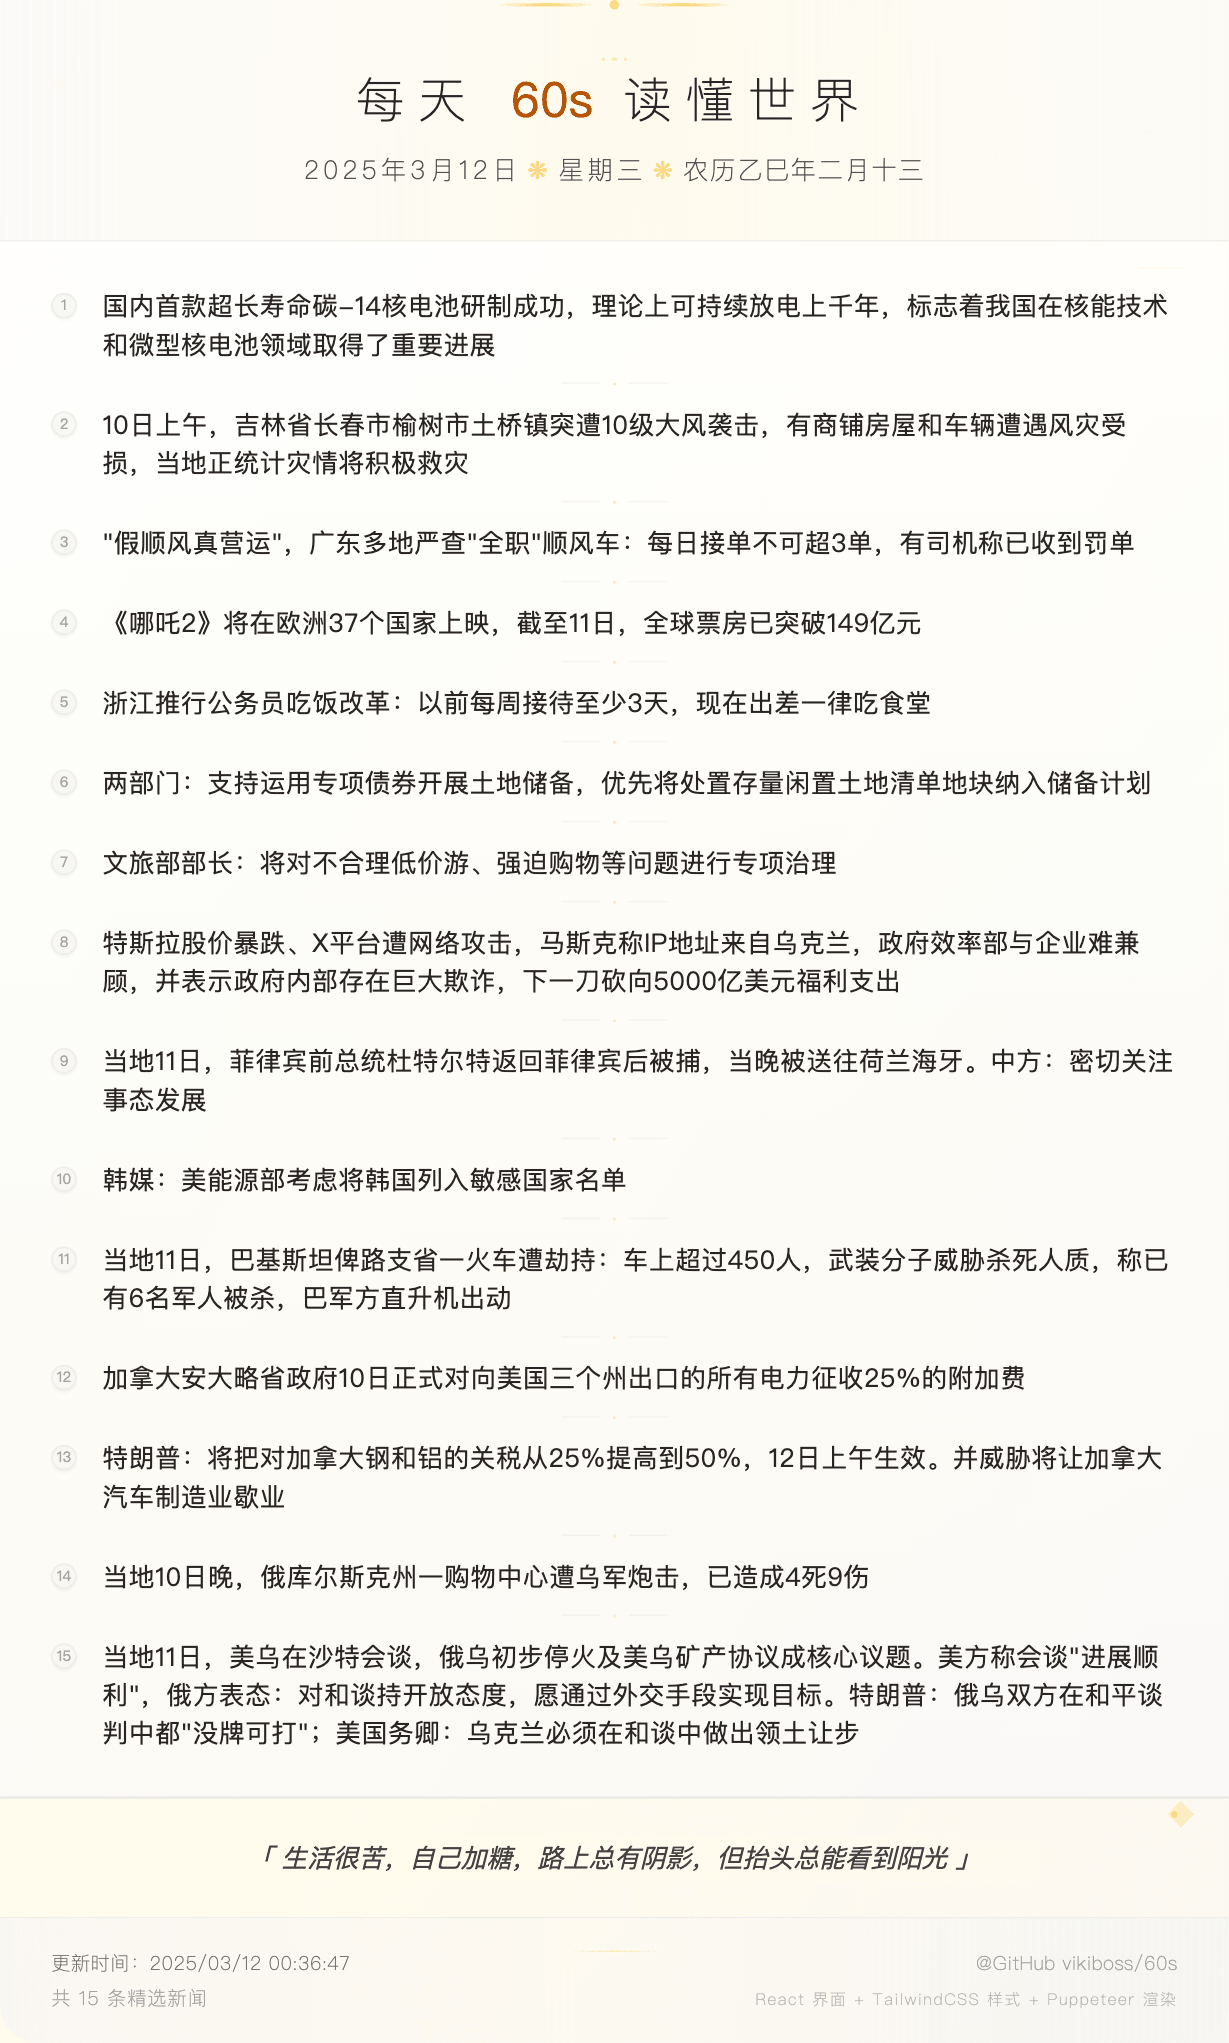 每天 60s 读懂世界
2025年3月12日 ❋ 星期三 ❋ 农历乙巳年二月十三
1 国内首款超长寿命碳-14核电池研制成功，理论上可持续放电上千年，标志着我国在核能技术
和微型核电池领域取得了重要进展
2 10日上午，吉林省长春市榆树市土桥镇突遭10级大风袭击，有商铺房屋和车辆遭遇风灾受
损，当地正统计灾情将积极救灾
3 "假顺风真营运"，广东多地严查"全职"顺风车：每日接单不可超3单，有司机称已收到罚单
4 《哪吒2》将在欧洲37个国家上映，截至11日，全球票房已突破149亿元
5 浙江推行公务员吃饭改革：以前每周接待至少3天，现在出差一律吃食堂
6 两部门：支持运用专项债券开展土地储备，优先将处置存量闲置土地清单地块纳入储备计划
7 文旅部部长：将对不合理低价游、强迫购物等问题进行专项治理
8 特斯拉股价暴跌、X平台遭网络攻击，马斯克称IP地址来自乌克兰，政府效率部与企业难兼
顾，并表示政府内部存在巨大欺诈，下一刀砍向5000亿美元福利支出
9 当地11日，菲律宾前总统杜特尔特返回菲律宾后被捕，当晚被送往荷兰海牙。中方：密切关注
事态发展
10 韩媒：美能源部考虑将韩国列入敏感国家名单
11 当地11日，巴基斯坦俾路支省一火车遭劫持：车上超过450人，武装分子威胁杀死人质，称已
有6名军人被杀，巴军方直升机出动
12 加拿大安大略省政府10日正式对向美国三个州出口的所有电力征收25%的附加费
13 特朗普：将把对加拿大钢和铝的关税从25%提高到50%，12日上午生效。并威胁将让加拿大
汽车制造业歇业
14 当地10日晚，俄库尔斯克州一购物中心遭乌军炮击，已造成4死9伤
15 当地11日，美乌在沙特会谈，俄乌初步停火及美乌矿产协议成核心议题。美方称会谈"进展顺
利"，俄方表态：对和谈持开放态度，愿通过外交手段实现目标。特朗普：俄乌双方在和平谈
判中都"没牌可打"；美国务卿：乌克兰必须在和谈中做出领土让步
「 生活很苦，自己加糖，路上总有阴影，但抬头总能看到阳光 」
更新时间：2025/03/12 00:36:47
@GitHub vikiboss/60s
共 15 条精选新闻
React 界面 + TailwindCSS 样式 + Puppeteer 渲染